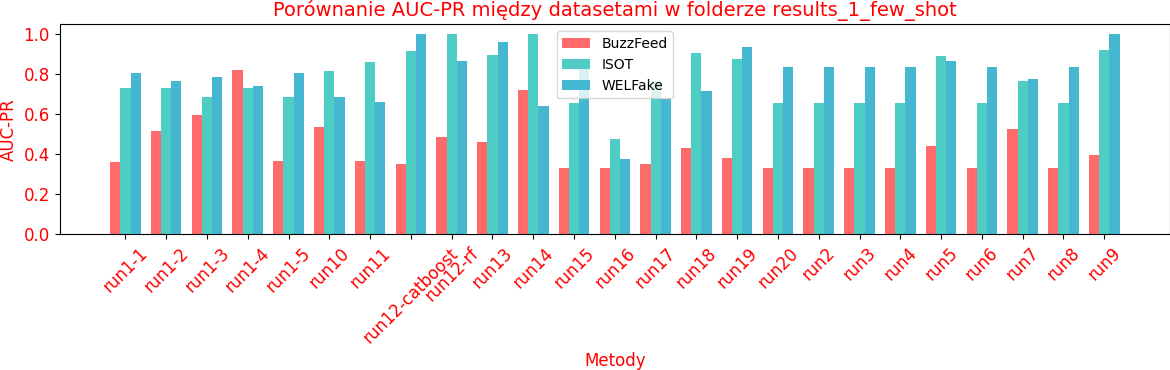 Porównanie AUC-PR między datasetami w folderze results_1_few_shot
AUC-PR
1.0
0.8
0.6
0.4
0.2
0.0
BuzzFeed
ISOT
WELFake
run1-1
run1-2
run1-3
run1-4
run1-5
run10
run11
run12-catboost
run12-rf
run13
run14
run15
run16
run17
run18
run19
run20
run2
run3
run4
run5
run6
run7
run8
run9
Metody